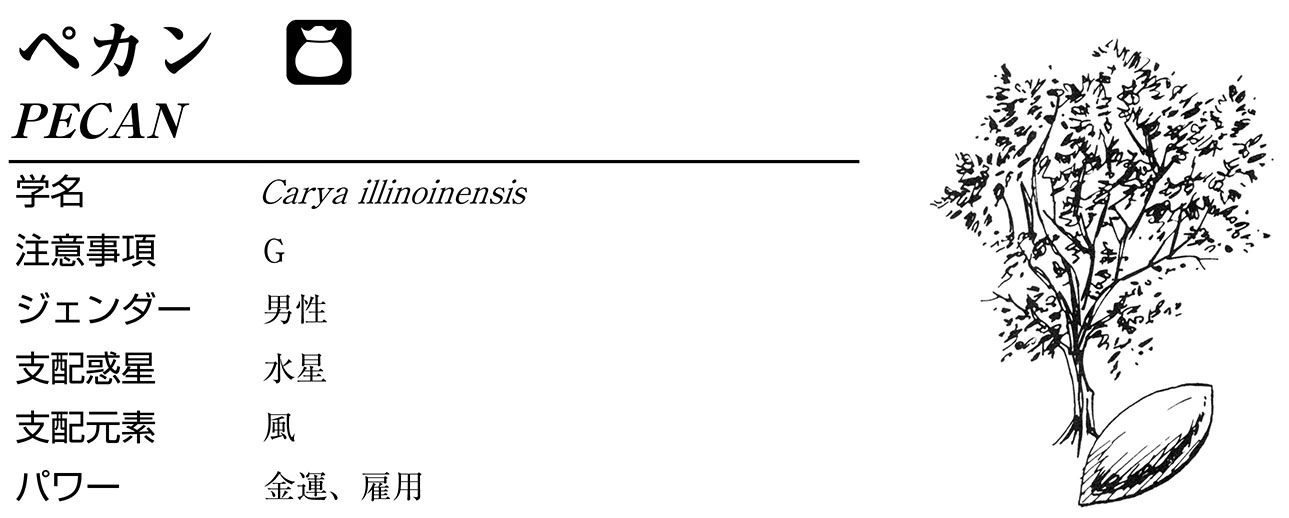 ペカン
PECAN
学名 Carya illinoinensis
注意事項 G
ジェンダー 男性
支配惑星 水星
支配元素 風
パワー 金運、雇用